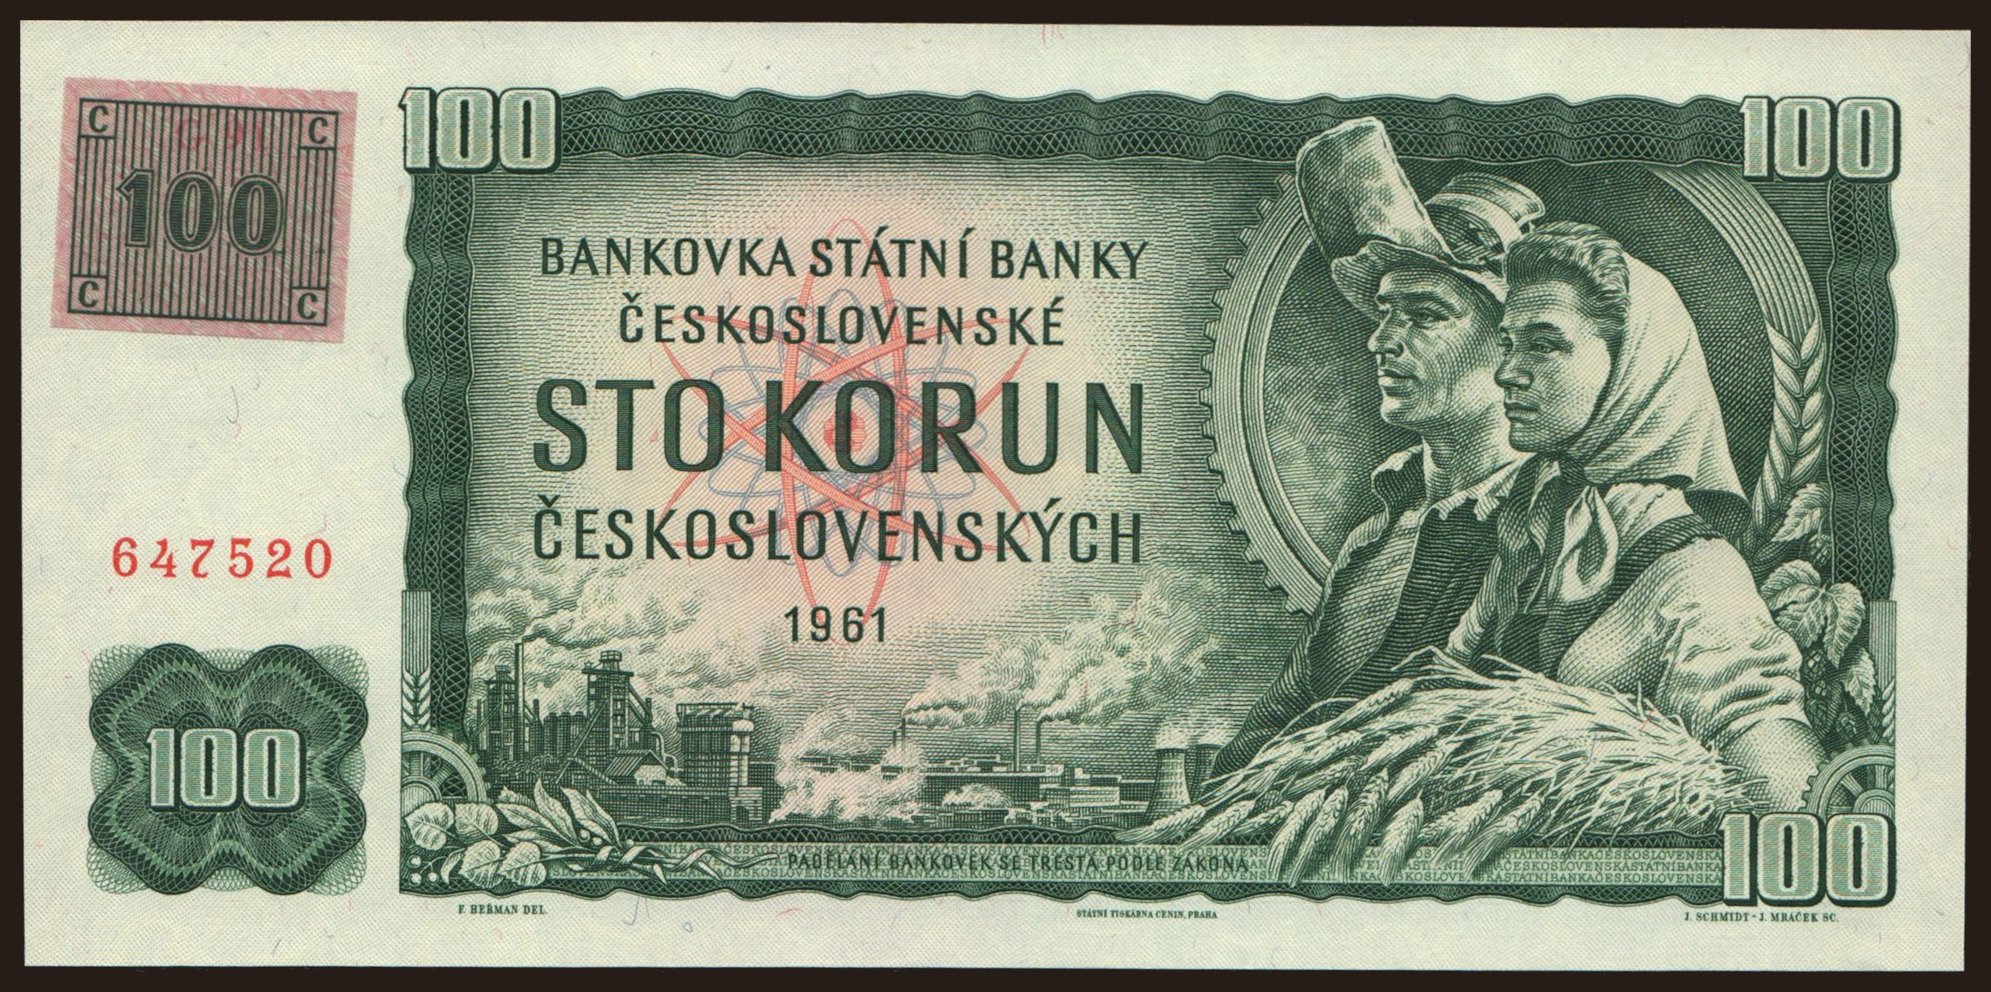 C C
G 91
100
C C
100
100
BANKOVKA STÁTNÍ BANKY
ČESKOSLOVENSKÉ
STO KORUN
ČESKOSLOVENSKÝCH
1961
647520
100
PADĚLÁNÍ BANKOVEK SE TRESTÁ PODLE ZÁKONA
100
F. HEŘMAN DEL.
STÁTNÍ TISKÁRNA CENIN, PRAHA
J. SCHMIDT - J. MRÁČEK SC.